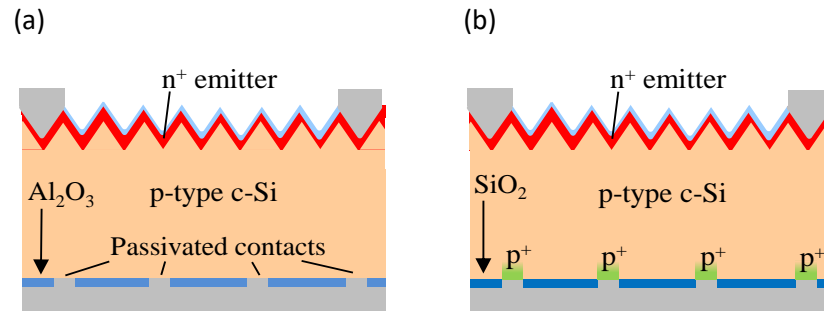 (a)
n⁺ emitter
Al₂O₃
p-type c-Si
Passivated contacts
(b)
n⁺ emitter
SiO₂
p-type c-Si
p⁺ p⁺ p⁺ p⁺